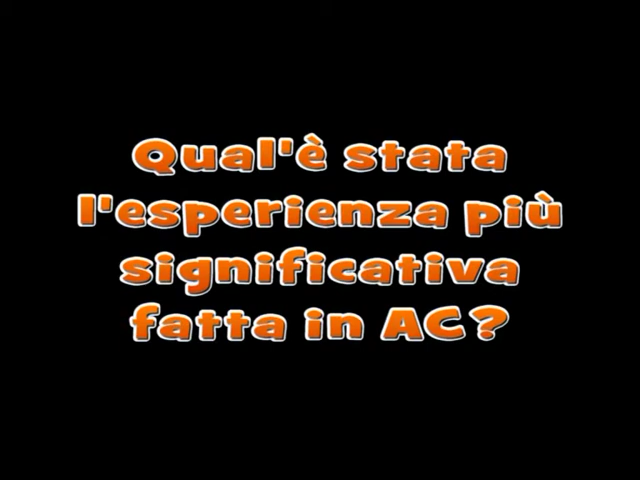 Qual'è stata
l'esperienza più
significativa
fatta in AC?